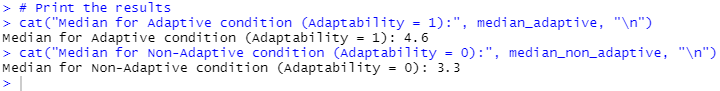 > # Print the results
> cat("Median for Adaptive condition (Adaptability = 1):", median_adaptive, "\n")
Median for Adaptive condition (Adaptability = 1): 4.6
> cat("Median for Non-Adaptive condition (Adaptability = 0):", median_non_adaptive, "\n")
Median for Non-Adaptive condition (Adaptability = 0): 3.3
>